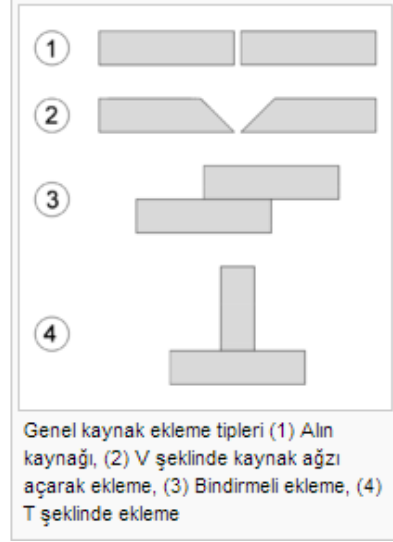 1
2
3
4
Genel kaynak ekleme tipleri (1) Alın
kaynağı, (2) V şeklinde kaynak ağzı
açarak ekleme, (3) Bindirmeli ekleme, (4)
T şeklinde ekleme